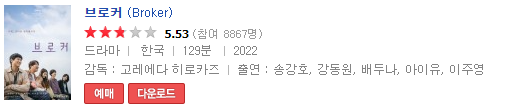 브로커
브로커 (Broker)
5.53 (참여 8867명)
드라마 | 한국 | 129분 | 2022
감독 : 고레에다 히로카즈 | 출연 : 송강호, 강동원, 배두나, 아이유, 이주영
예매 다운로드